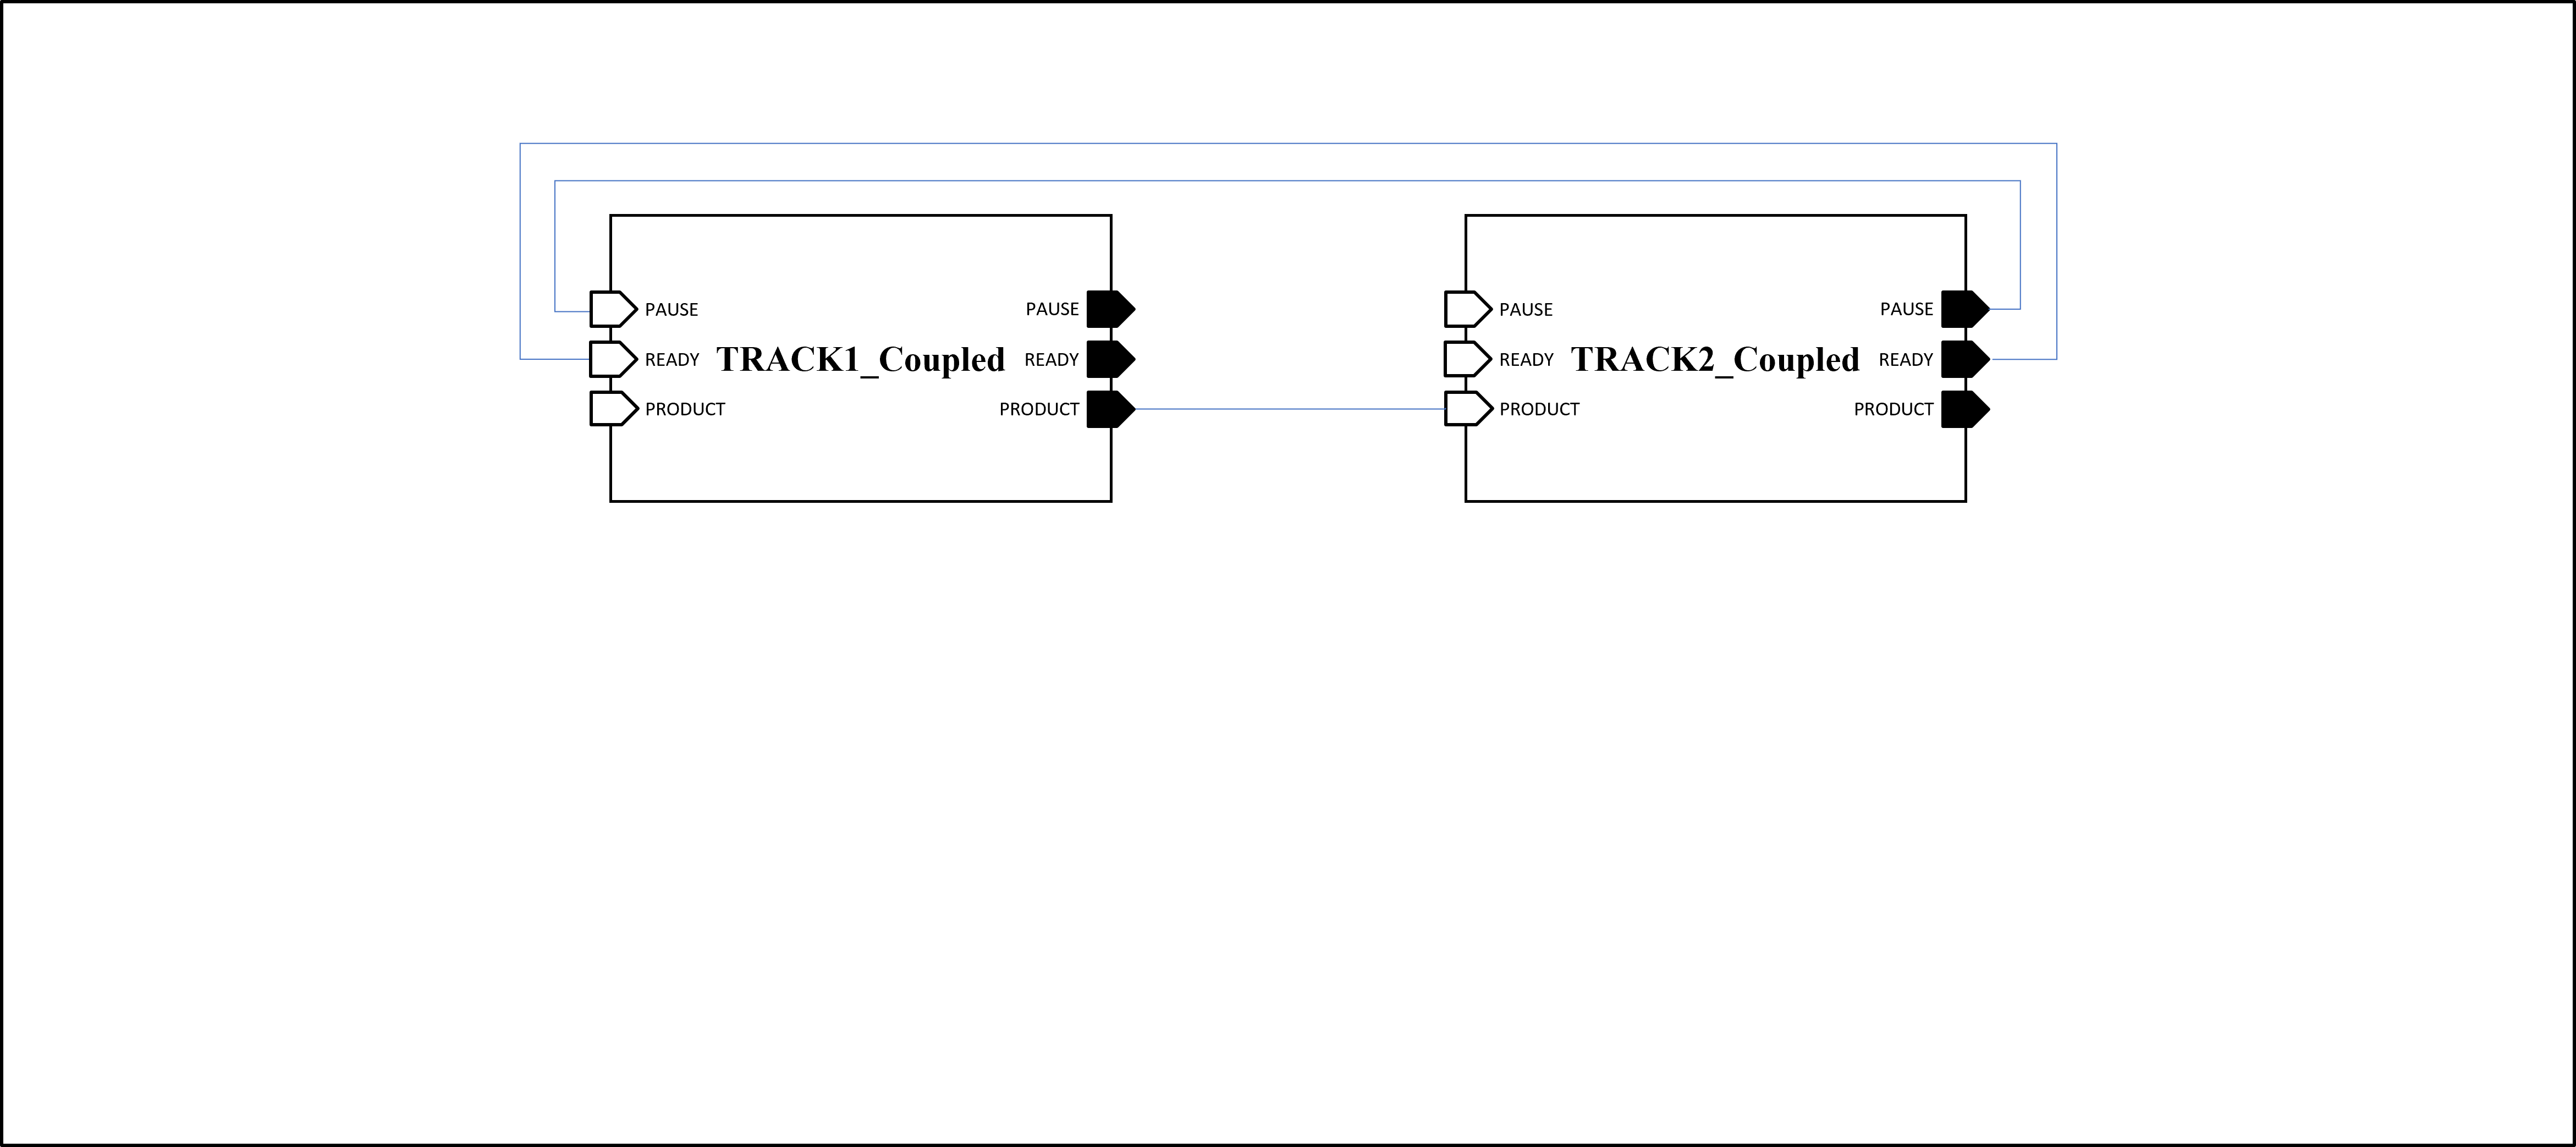 PAUSE
READY
PRODUCT
TRACK1_Coupled
PAUSE
READY
PRODUCT
PAUSE
READY
PRODUCT
TRACK2_Coupled
PAUSE
READY
PRODUCT